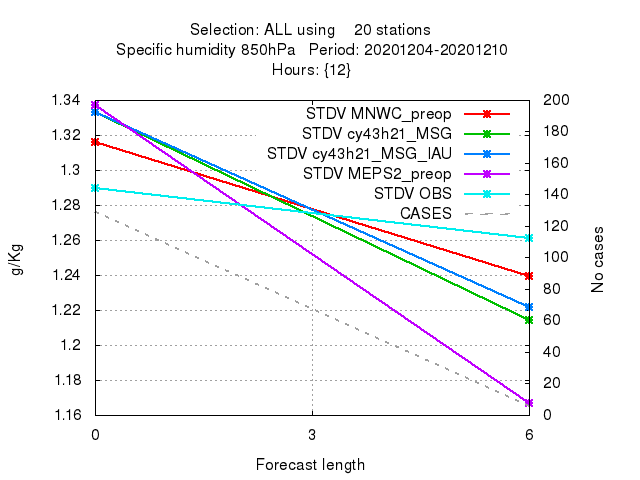 Selection: ALL using 20 stations
Specific humidity 850hPa Period: 20201204-20201210
Hours: {12}
1.34
1.32
1.3
1.28
1.26
1.24
1.22
1.2
1.18
1.16
g/Kg
STDV MNWC_preop
STDV cy43h21_MSG
STDV cy43h21_MSG_IAU
STDV MEPS2_preop
STDV OBS
CASES
200
180
160
140
120
100
80
60
40
20
0
No cases
0 3 6
Forecast length